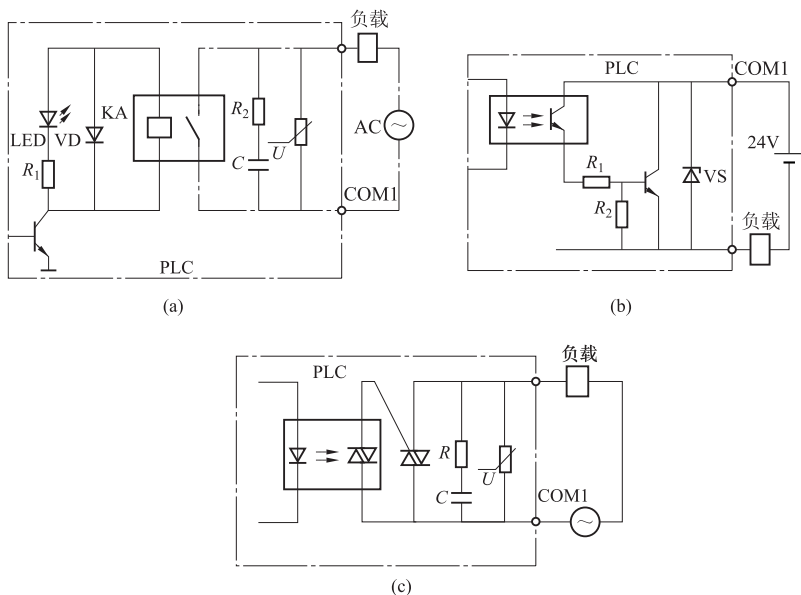 负载
LED
VD
KA
R₁
R₂
C
U
AC
COM1
PLC
(a)
PLC
COM1
R₁
R₂
VS
24V
负载
(b)
PLC
负载
R
C
U
COM1
(c)